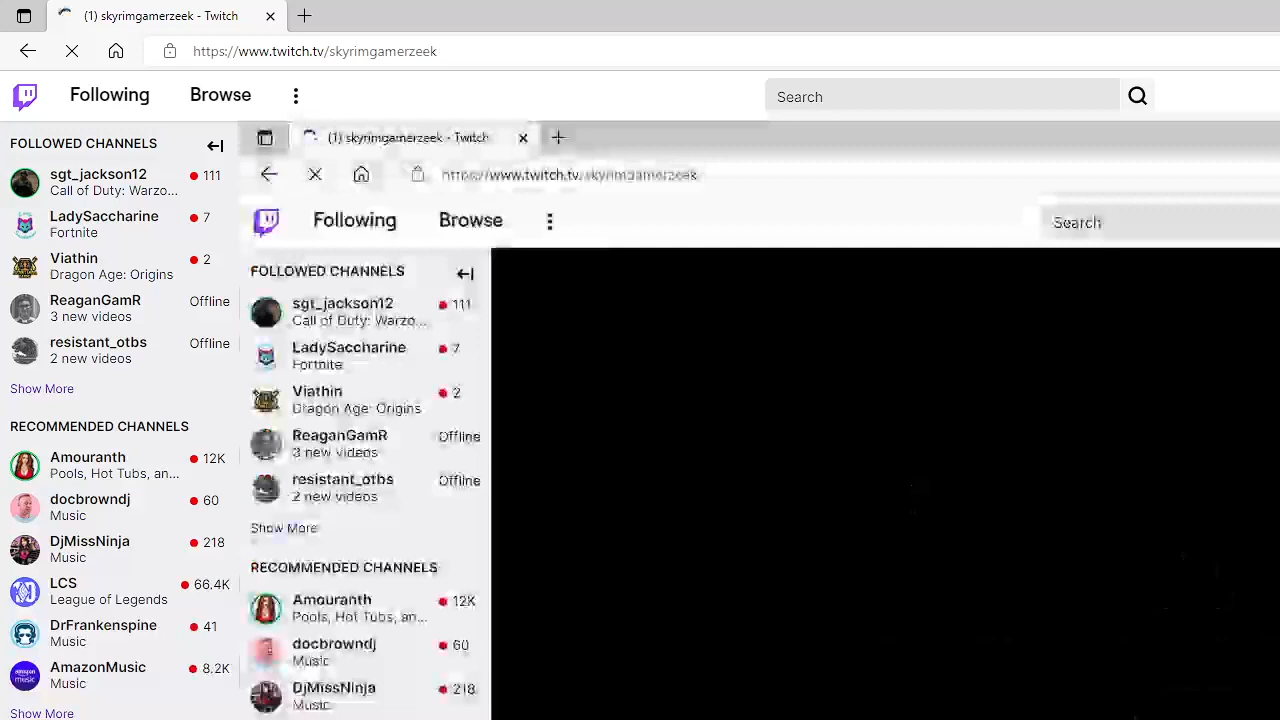 (1) skyrimgamerzeek - Twitch
https://www.twitch.tv/skyrimgamerzeek
Following
Browse
Search
FOLLOWED CHANNELS
sgt_jackson12
Call of Duty: Warzo...
111
LadySaccharine
Fortnite
7
Viathin
Dragon Age: Origins
2
ReaganGamR
3 new videos
Offline
resistant_otbs
2 new videos
Offline
Show More
RECOMMENDED CHANNELS
Amouranth
Pools, Hot Tubs, an...
12K
docbrowndj
Music
60
DjMissNinja
Music
218
LCS
League of Legends
66.4K
DrFrankenspine
Music
41
AmazonMusic
Music
8.2K
Show More
(1) skyrimgamerzeek - Twitch
https://www.twitch.tv/skyrimgamerzeek
Following
Browse
Search
FOLLOWED CHANNELS
sgt_jackson12
Call of Duty: Warzo...
111
LadySaccharine
Fortnite
7
Viathin
Dragon Age: Origins
2
ReaganGamR
3 new videos
Offline
resistant_otbs
2 new videos
Offline
Show More
RECOMMENDED CHANNELS
Amouranth
Pools, Hot Tubs, an...
12K
docbrowndj
Music
60
DjMissNinja
Music
218